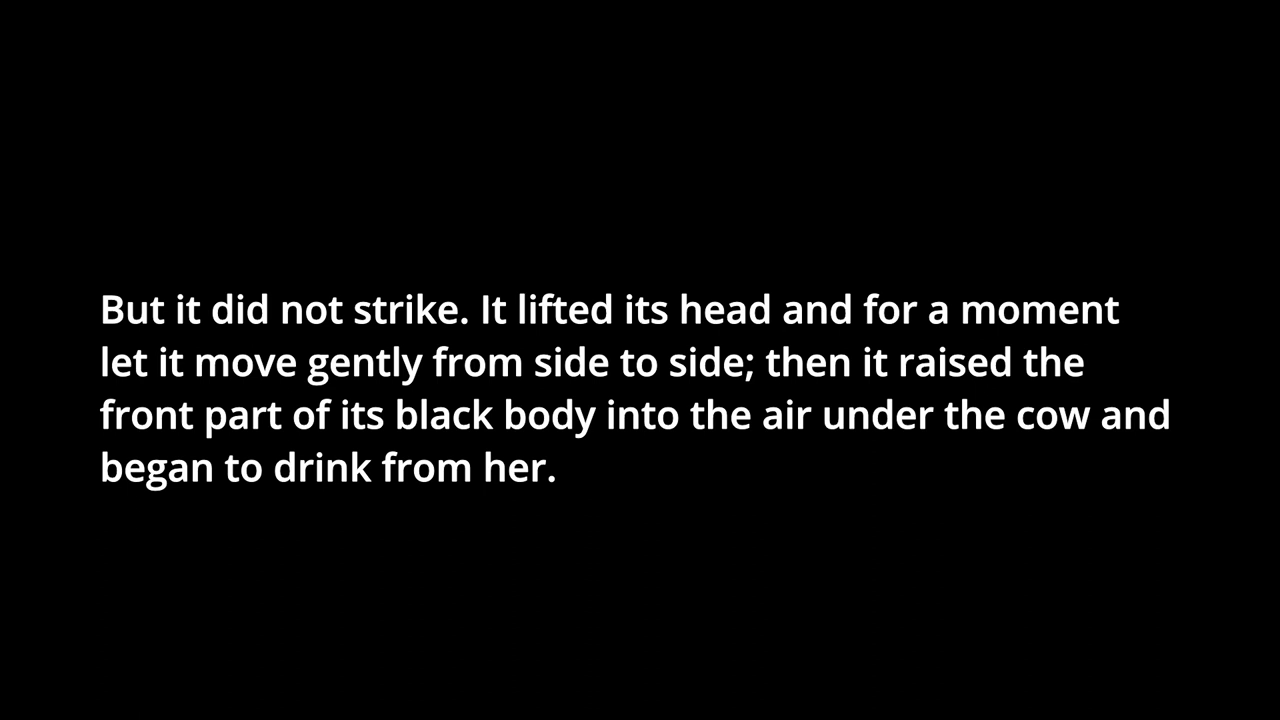 But it did not strike. It lifted its head and for a moment
let it move gently from side to side; then it raised the
front part of its black body into the air under the cow and
began to drink from her.